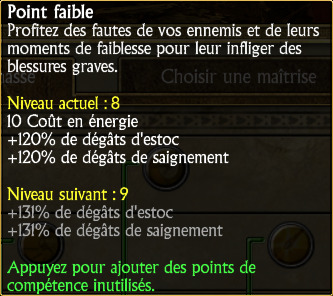 Point faible
Profitez des fautes de vos ennemis et de leurs
moments de faiblesse pour leur infliger des
blessures graves.
Choisir une maîtrise
Niveau actuel : 8
10 Coût en énergie
+120% de dégâts d'estoc
+120% de dégâts de saignement
Niveau suivant : 9
+131% de dégâts d'estoc
+131% de dégâts de saignement
Appuyez pour ajouter des points de
compétence inutilisés.